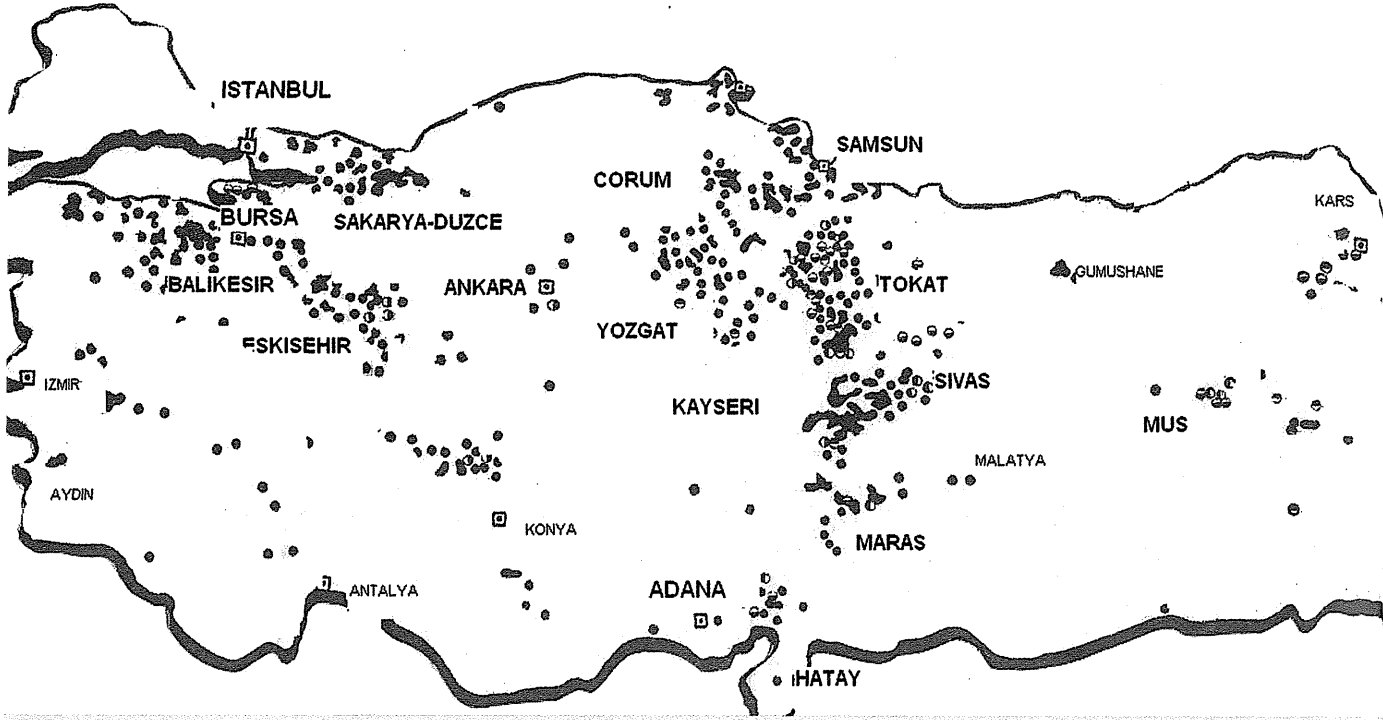 ISTANBUL
SAMSUN
CORUM
KARS
BURSA
SAKARYA-DUZCE
GUMUSHANE
BALIKESIR
ANKARA
TOKAT
YOZGAT
ESKISEHIR
IZMIR
SIVAS
KAYSERI
MUS
MALATYA
AYDIN
KONYA
MARAS
ADANA
ANTALYA
HATAY